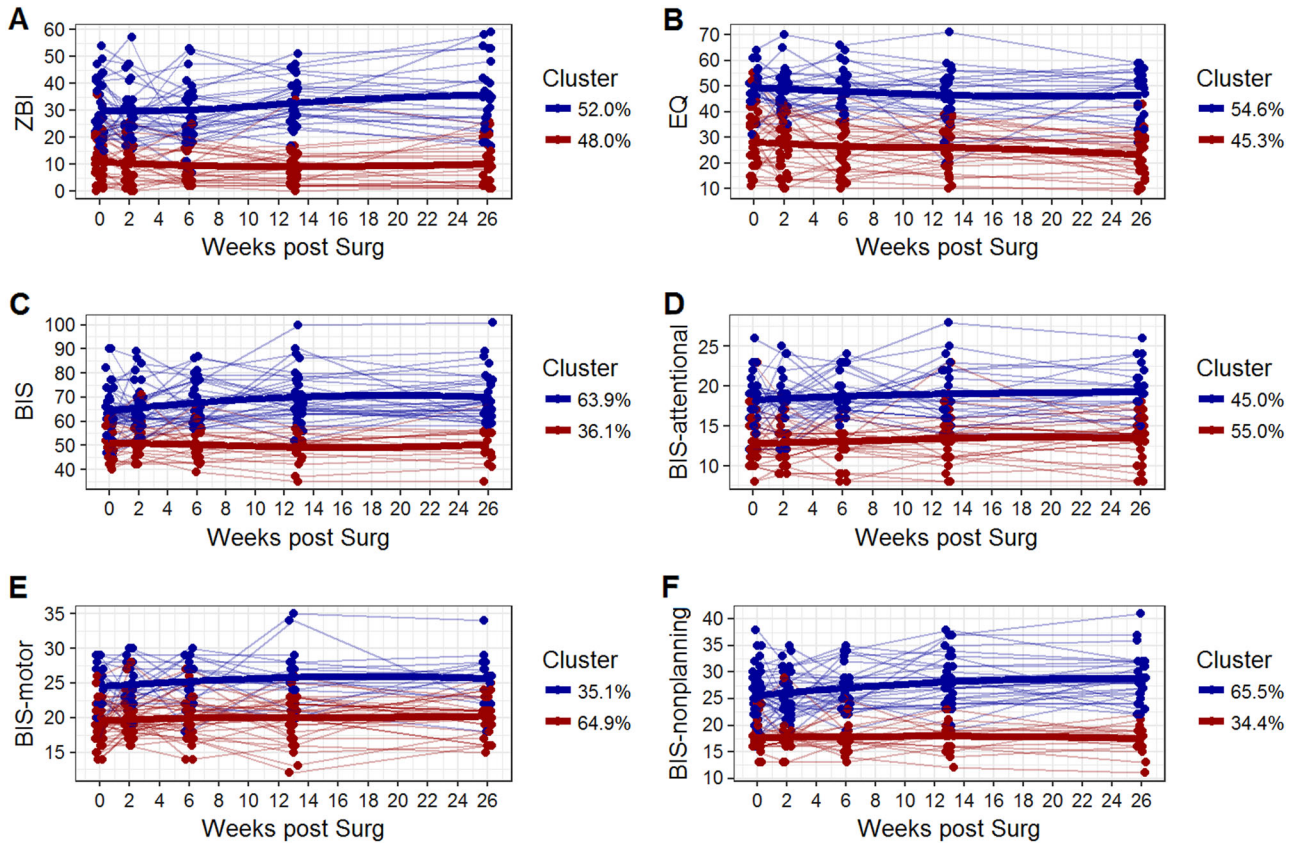 A
ZBI
60
50
40
30
20
10
0
0 2 4 6 8 10 12 14 16 18 20 22 24 26
Weeks post Surg
Cluster
52.0%
48.0%
B
EQ
70
60
50
40
30
20
10
0 2 4 6 8 10 12 14 16 18 20 22 24 26
Weeks post Surg
Cluster
54.6%
45.3%
C
BIS
100
90
80
70
60
50
40
0 2 4 6 8 10 12 14 16 18 20 22 24 26
Weeks post Surg
Cluster
63.9%
36.1%
D
BIS-attentional
25
20
15
10
0 2 4 6 8 10 12 14 16 18 20 22 24 26
Weeks post Surg
Cluster
45.0%
55.0%
E
BIS-motor
35
30
25
20
15
0 2 4 6 8 10 12 14 16 18 20 22 24 26
Weeks post Surg
Cluster
35.1%
64.9%
F
BIS-nonplanning
40
35
30
25
20
15
10
0 2 4 6 8 10 12 14 16 18 20 22 24 26
Weeks post Surg
Cluster
65.5%
34.4%